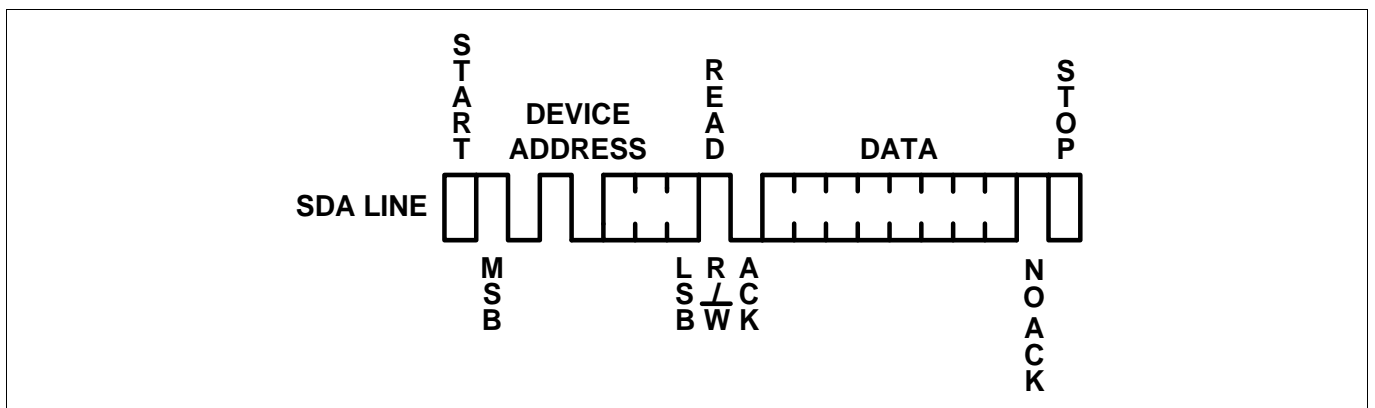 START
DEVICE
ADDRESS
READ
DATA
STOP
SDA LINE
MSB
LSB
R/W
ACK
NO ACK